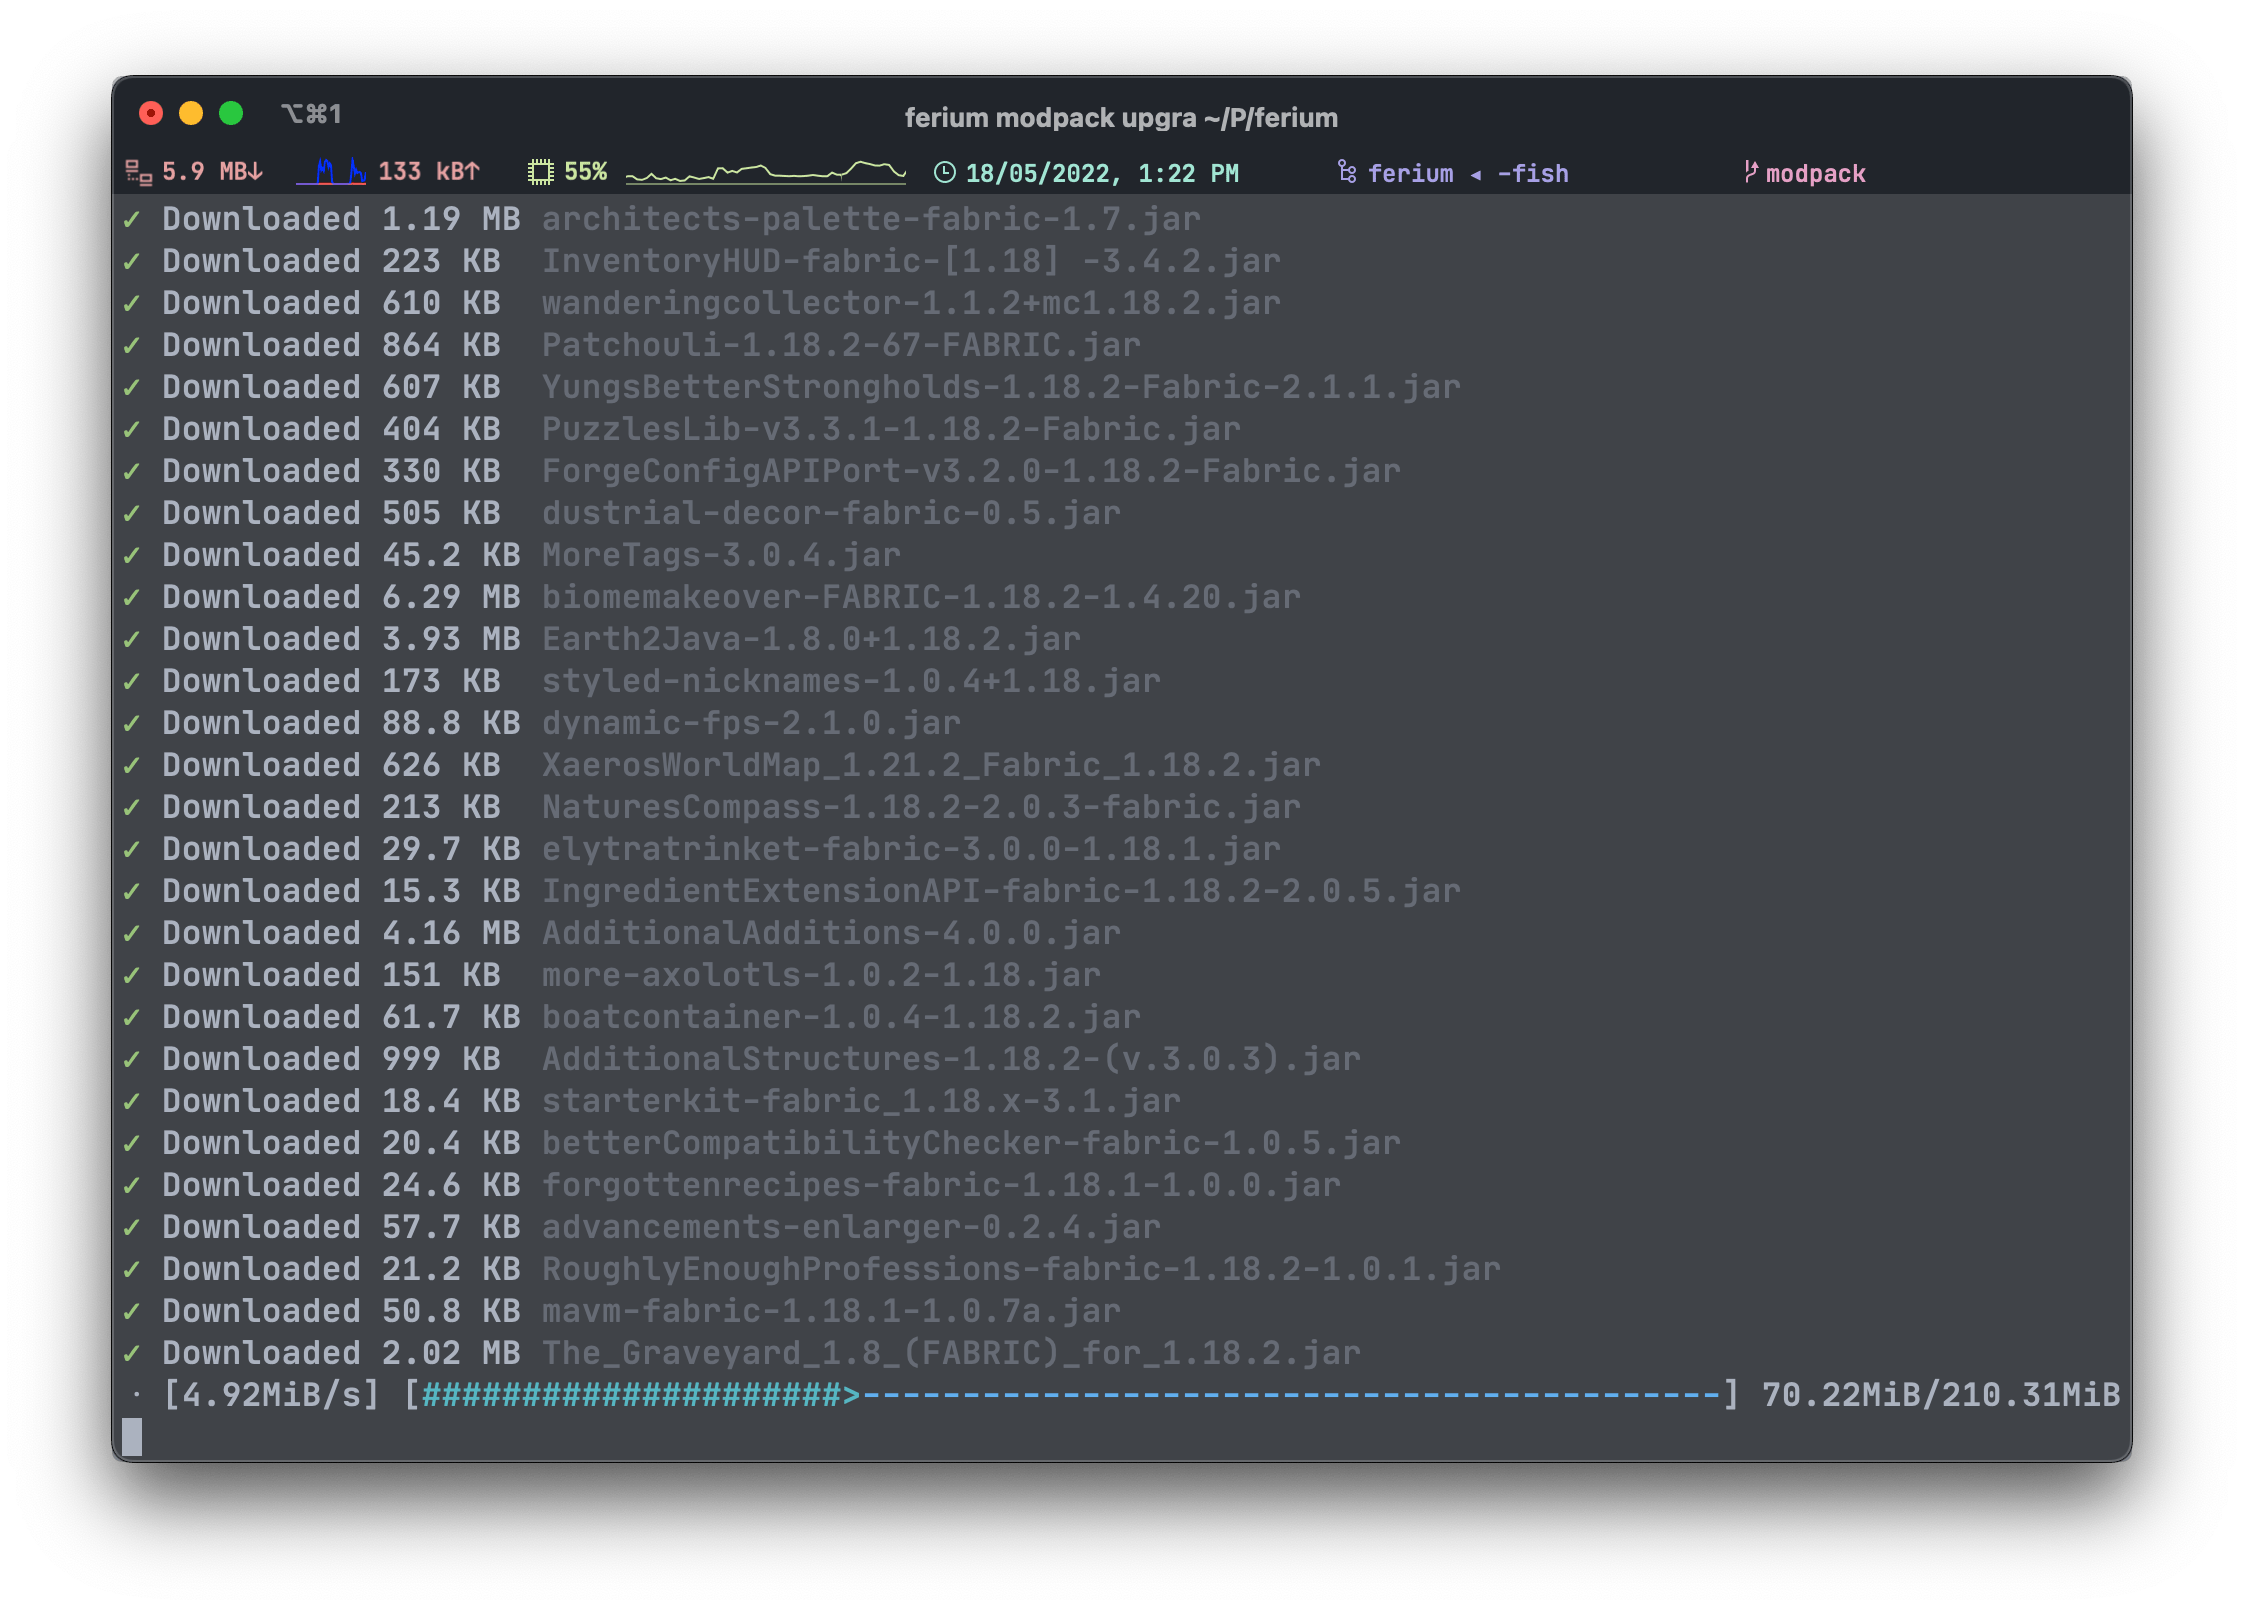 ⌥⌘1
ferium modpack upgra ~/P/ferium
5.9 MB↓ 133 kB↑ 55% 18/05/2022, 1:22 PM ferium ◂ -fish modpack
✓ Downloaded 1.19 MB architects-palette-fabric-1.7.jar
✓ Downloaded 223 KB InventoryHUD-fabric-[1.18] -3.4.2.jar
✓ Downloaded 610 KB wanderingcollector-1.1.2+mc1.18.2.jar
✓ Downloaded 864 KB Patchouli-1.18.2-67-FABRIC.jar
✓ Downloaded 607 KB YungsBetterStrongholds-1.18.2-Fabric-2.1.1.jar
✓ Downloaded 404 KB PuzzlesLib-v3.3.1-1.18.2-Fabric.jar
✓ Downloaded 330 KB ForgeConfigAPIPort-v3.2.0-1.18.2-Fabric.jar
✓ Downloaded 505 KB dustrial-decor-fabric-0.5.jar
✓ Downloaded 45.2 KB MoreTags-3.0.4.jar
✓ Downloaded 6.29 MB biomemakeover-FABRIC-1.18.2-1.4.20.jar
✓ Downloaded 3.93 MB Earth2Java-1.8.0+1.18.2.jar
✓ Downloaded 173 KB styled-nicknames-1.0.4+1.18.jar
✓ Downloaded 88.8 KB dynamic-fps-2.1.0.jar
✓ Downloaded 626 KB XaerosWorldMap_1.21.2_Fabric_1.18.2.jar
✓ Downloaded 213 KB NaturesCompass-1.18.2-2.0.3-fabric.jar
✓ Downloaded 29.7 KB elytratrinket-fabric-3.0.0-1.18.1.jar
✓ Downloaded 15.3 KB IngredientExtensionAPI-fabric-1.18.2-2.0.5.jar
✓ Downloaded 4.16 MB AdditionalAdditions-4.0.0.jar
✓ Downloaded 151 KB more-axolotls-1.0.2-1.18.jar
✓ Downloaded 61.7 KB boatcontainer-1.0.4-1.18.2.jar
✓ Downloaded 999 KB AdditionalStructures-1.18.2-(v.3.0.3).jar
✓ Downloaded 18.4 KB starterkit-fabric_1.18.x-3.1.jar
✓ Downloaded 20.4 KB betterCompatibilityChecker-fabric-1.0.5.jar
✓ Downloaded 24.6 KB forgottenrecipes-fabric-1.18.1-1.0.0.jar
✓ Downloaded 57.7 KB advancements-enlarger-0.2.4.jar
✓ Downloaded 21.2 KB RoughlyEnoughProfessions-fabric-1.18.2-1.0.1.jar
✓ Downloaded 50.8 KB mavm-fabric-1.18.1-1.0.7a.jar
✓ Downloaded 2.02 MB The_Graveyard_1.8_(FABRIC)_for_1.18.2.jar
· [4.92MiB/s] [#####################>-------------------------------------------] 70.22MiB/210.31MiB